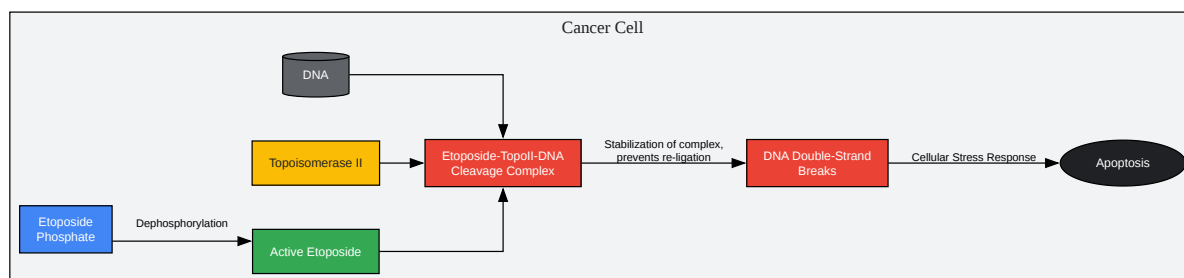 Cancer Cell
DNA
Topoisomerase II
Etoposide-TopoII-DNA
Cleavage Complex
Stabilization of complex,
prevents re-ligation
DNA Double-Strand
Breaks
Cellular Stress Response
Apoptosis
Etoposide
Phosphate
Dephosphorylation
Active Etoposide